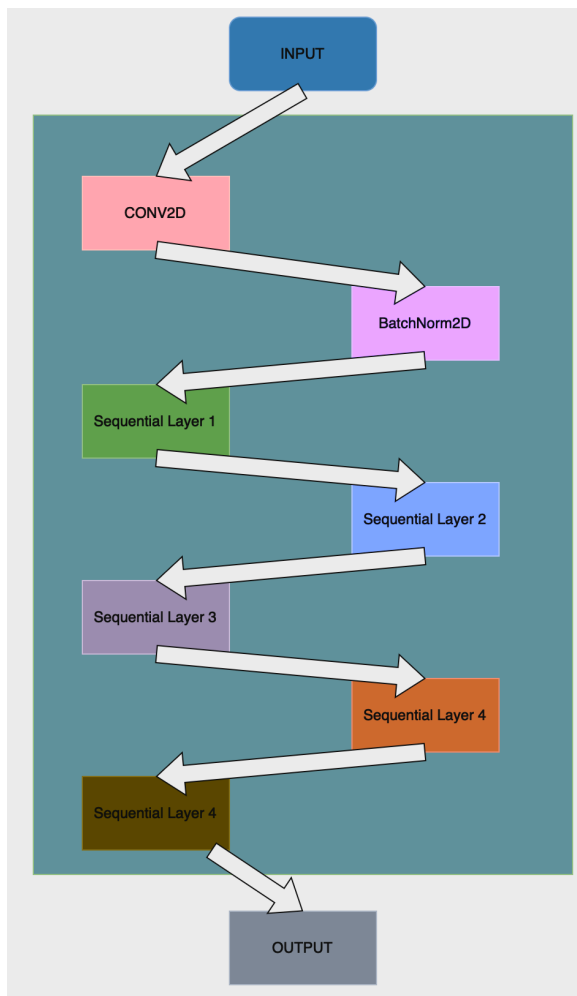 INPUT
CONV2D
BatchNorm2D
Sequential Layer 1
Sequential Layer 2
Sequential Layer 3
Sequential Layer 4
Sequential Layer 4
OUTPUT